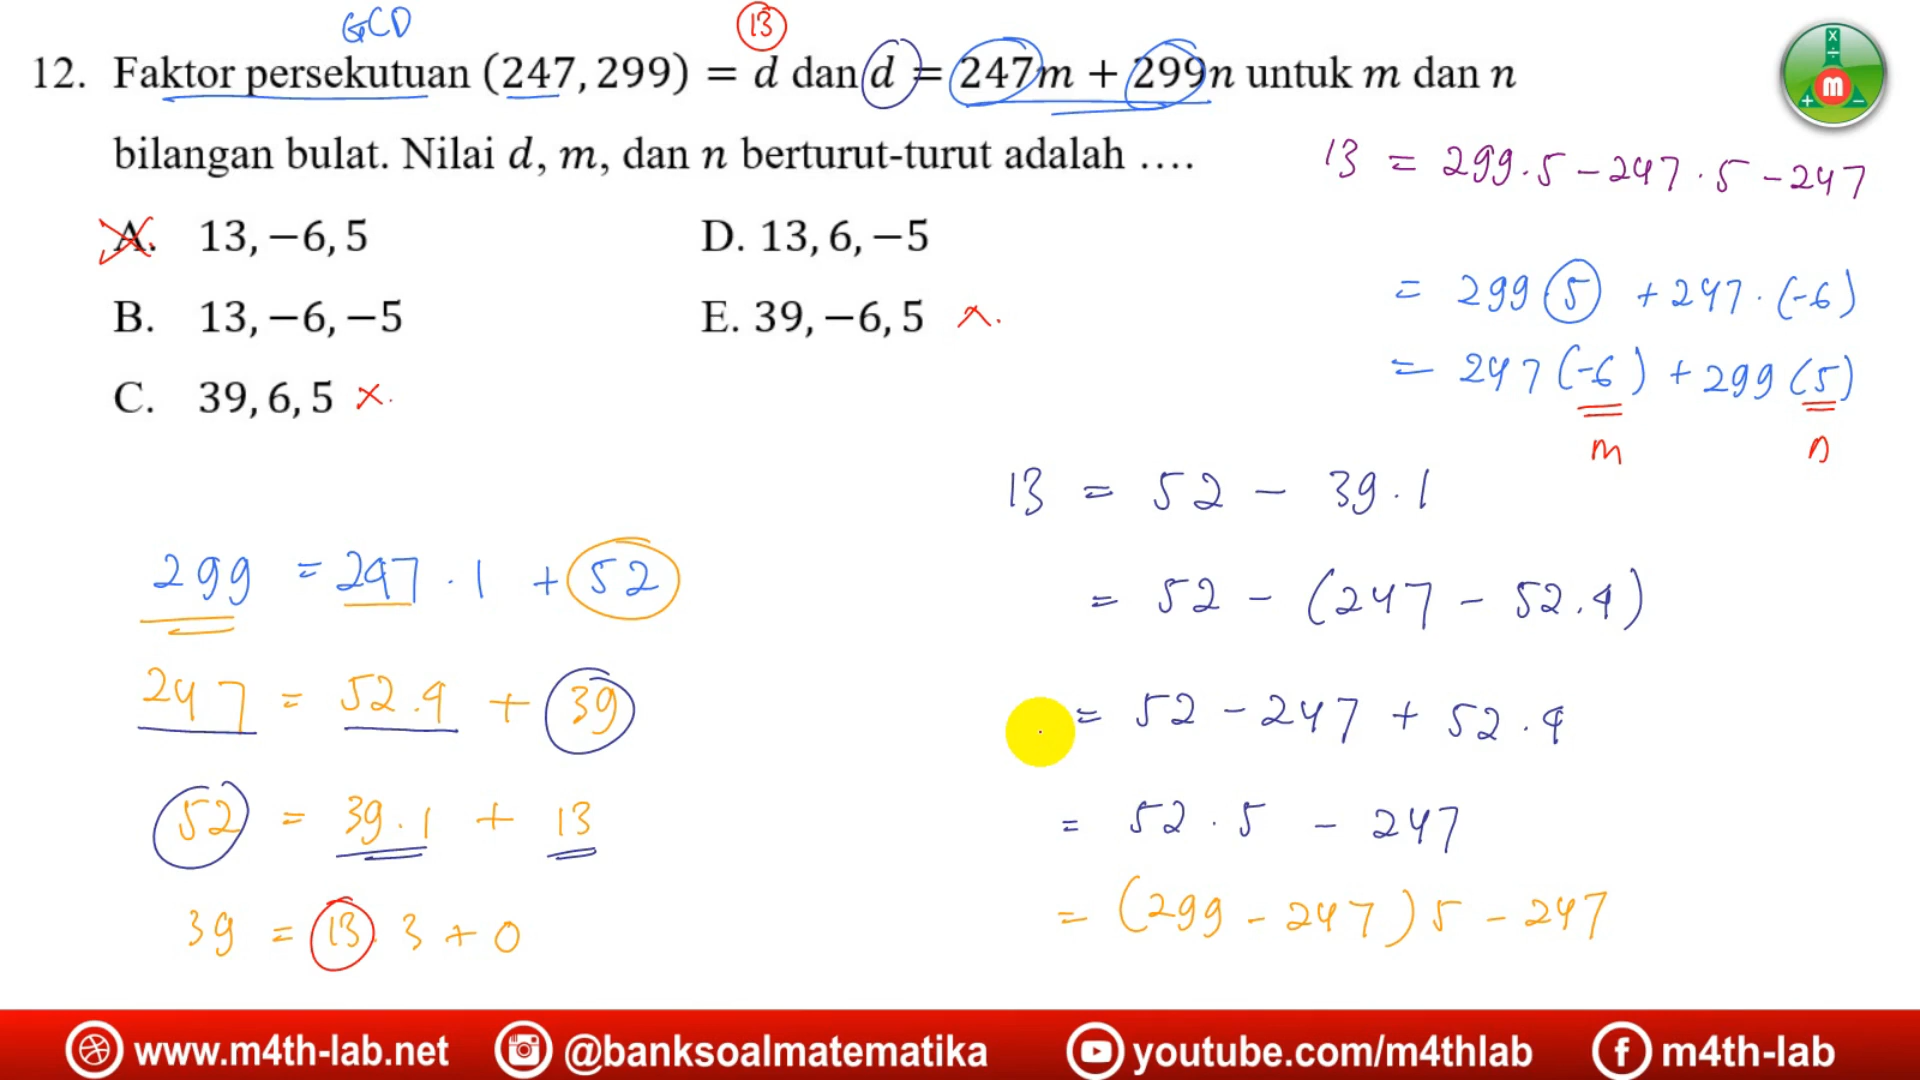 GCD
13
12. Faktor persekutuan (247, 299) = d dan d = 247m + 299n untuk m dan n
bilangan bulat. Nilai d, m, dan n berturut-turut adalah ….
A. 13, −6, 5
D. 13, 6, −5
B. 13, −6, −5
E. 39, −6, 5 x.
C. 39, 6, 5 x.
13 = 299.5 − 247.5 − 247
= 299(5) + 247.(−6)
= 247(−6) + 299(5)
m n
299 = 247.1 + 52
247 = 52.4 + 39
52 = 39.1 + 13
39 = 13.3 + 0
13 = 52 − 39.1
= 52 − (247 − 52.4)
= 52 − 247 + 52.4
= 52.5 − 247
= (299 − 247)5 − 247
x ÷ m + −
www.m4th-lab.net @banksoalmatematika youtube.com/m4thlab f m4th-lab